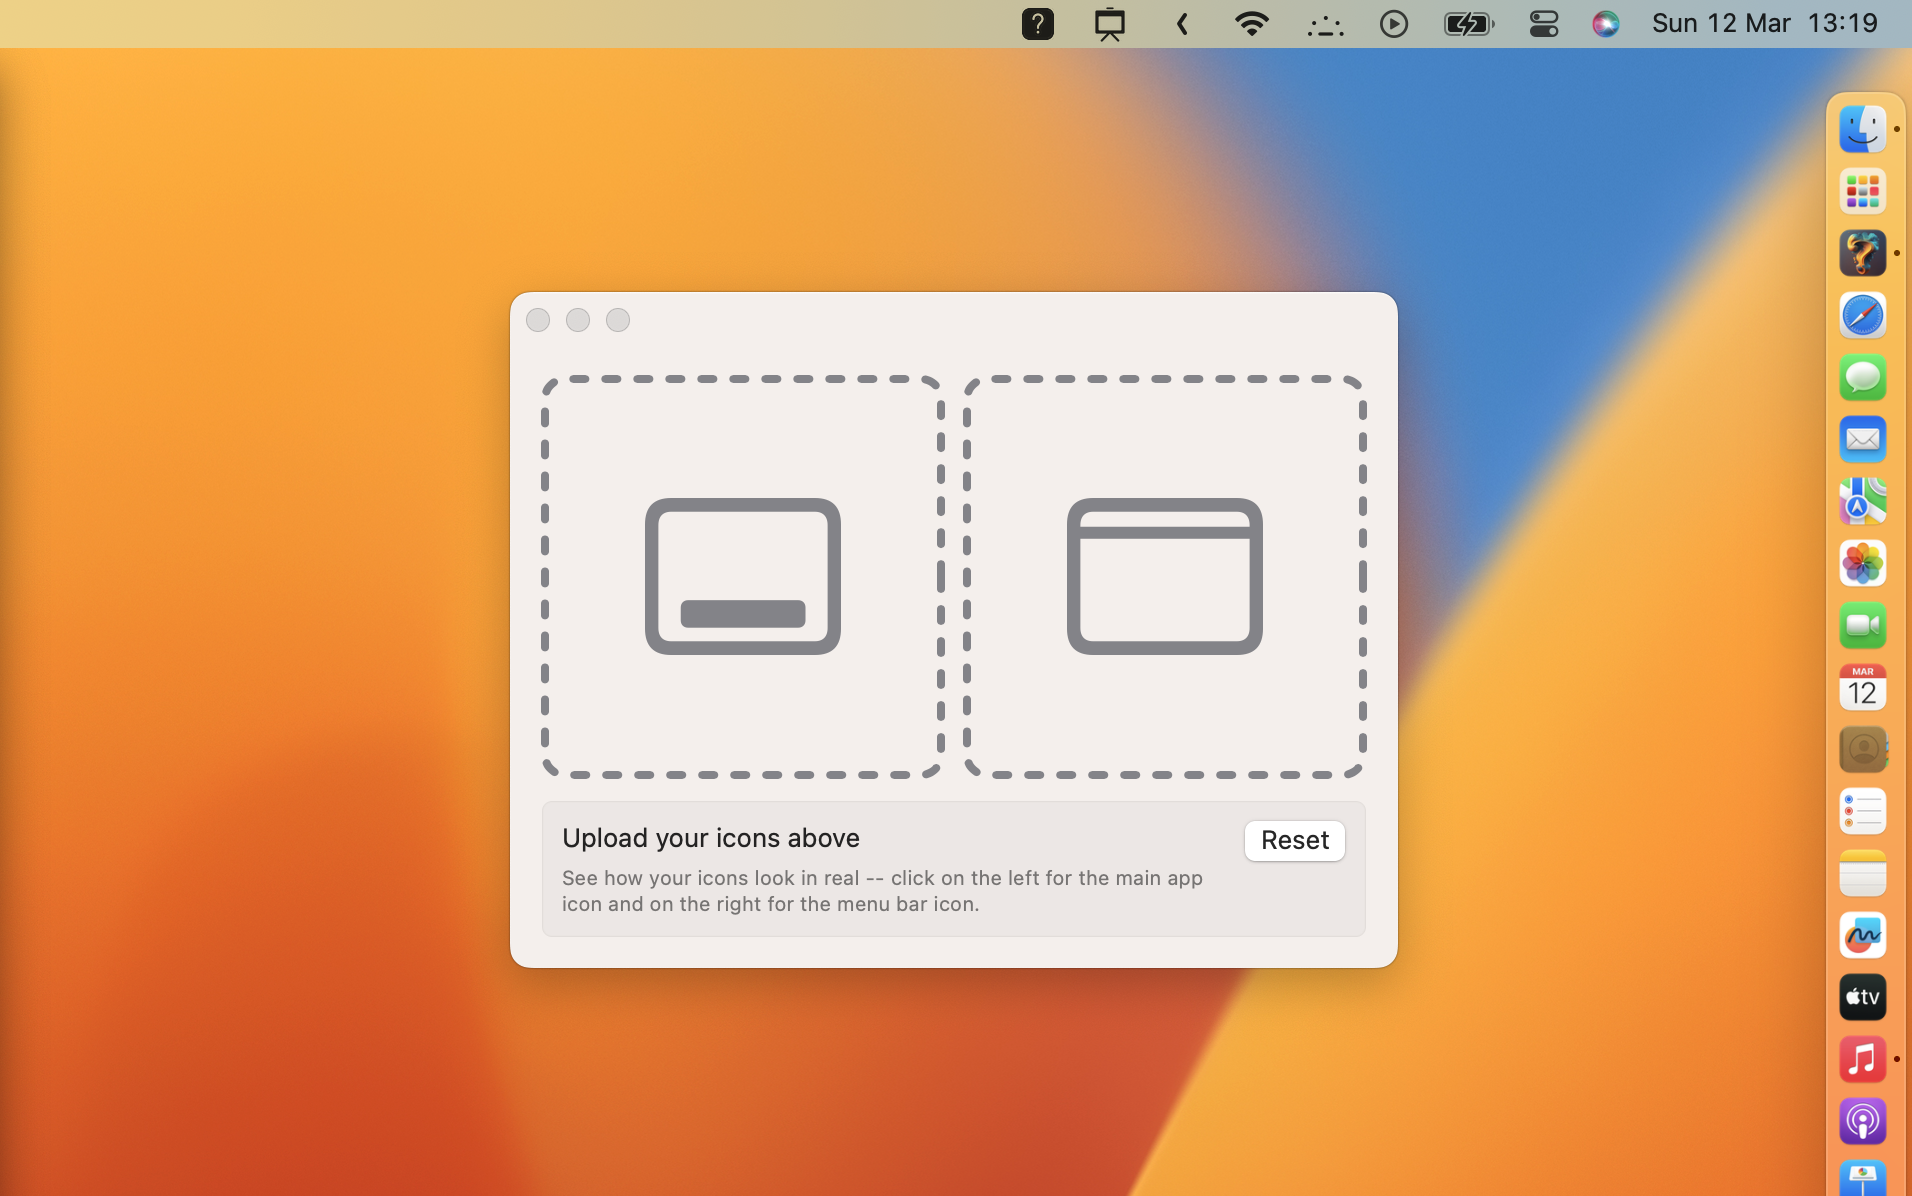 ?
Sun 12 Mar 13:19
MAR
12
tv
Upload your icons above
Reset
See how your icons look in real -- click on the left for the main app
icon and on the right for the menu bar icon.